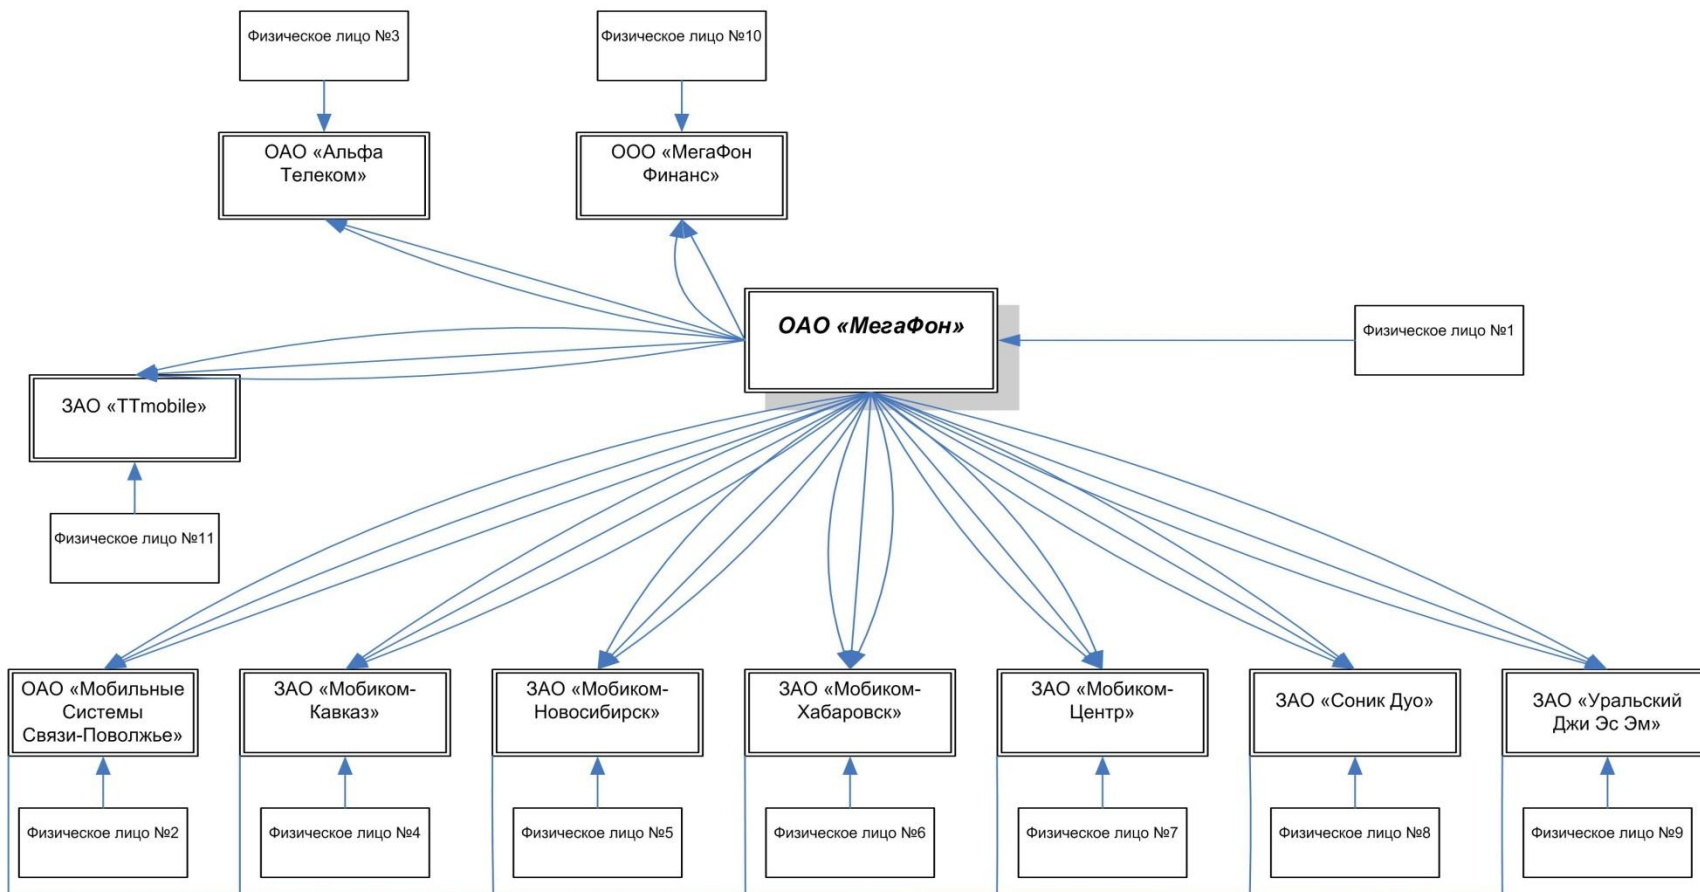 Физическое лицо №3
Физическое лицо №10
ОАО «Альфа
Телеком»
ООО «МегаФон
Финанс»
ОАО «МегаФон»
Физическое лицо №1
ЗАО «TTmobile»
Физическое лицо №11
ОАО «Мобильные
Системы
Связи-Поволжье»
ЗАО «Мобиком-
Кавказ»
ЗАО «Мобиком-
Новосибирск»
ЗАО «Мобиком-
Хабаровск»
ЗАО «Мобиком-
Центр»
ЗАО «Соник Дуо»
ЗАО «Уральский
Джи Эс Эм»
Физическое лицо №2
Физическое лицо №4
Физическое лицо №5
Физическое лицо №6
Физическое лицо №7
Физическое лицо №8
Физическое лицо №9